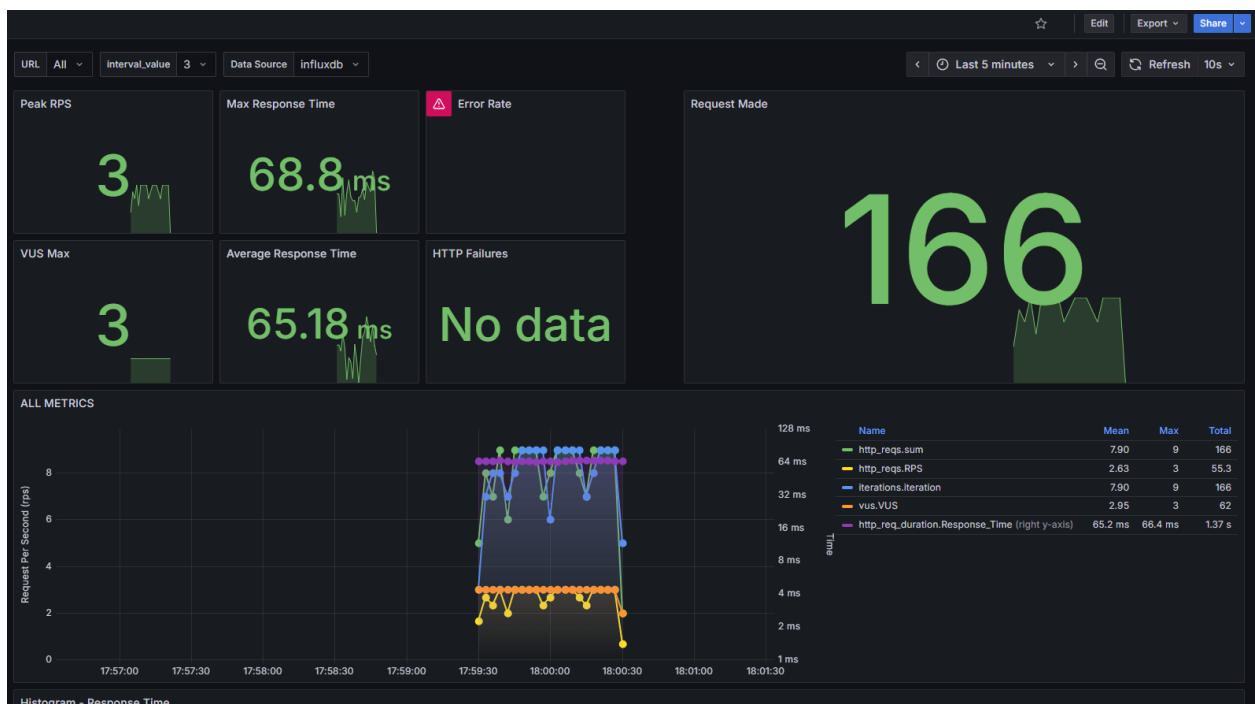 Edit Export Share
URL All interval_value 3 Data Source influxdb Last 5 minutes Refresh 10s
Peak RPS
3
Max Response Time
68.8 ms
Error Rate
Request Made
166
VUS Max
3
Average Response Time
65.18 ms
HTTP Failures
No data
ALL METRICS
Request Per Second (rps)
8
6
4
2
0
17:57:00 17:57:30 17:58:00 17:58:30 17:59:00 17:59:30 18:00:00 18:00:30 18:01:00 18:01:30
128 ms
64 ms
32 ms
16 ms
8 ms
4 ms
2 ms
1 ms
Time
Name Mean Max Total
http_reqs.sum 7.90 9 166
http_reqs.RPS 2.63 3 55.3
iterations.iteration 7.90 9 166
vus.VUS 2.95 3 62
http_req_duration.Response_Time (right y-axis) 65.2 ms 66.4 ms 1.37 s
Histogram - Response Time